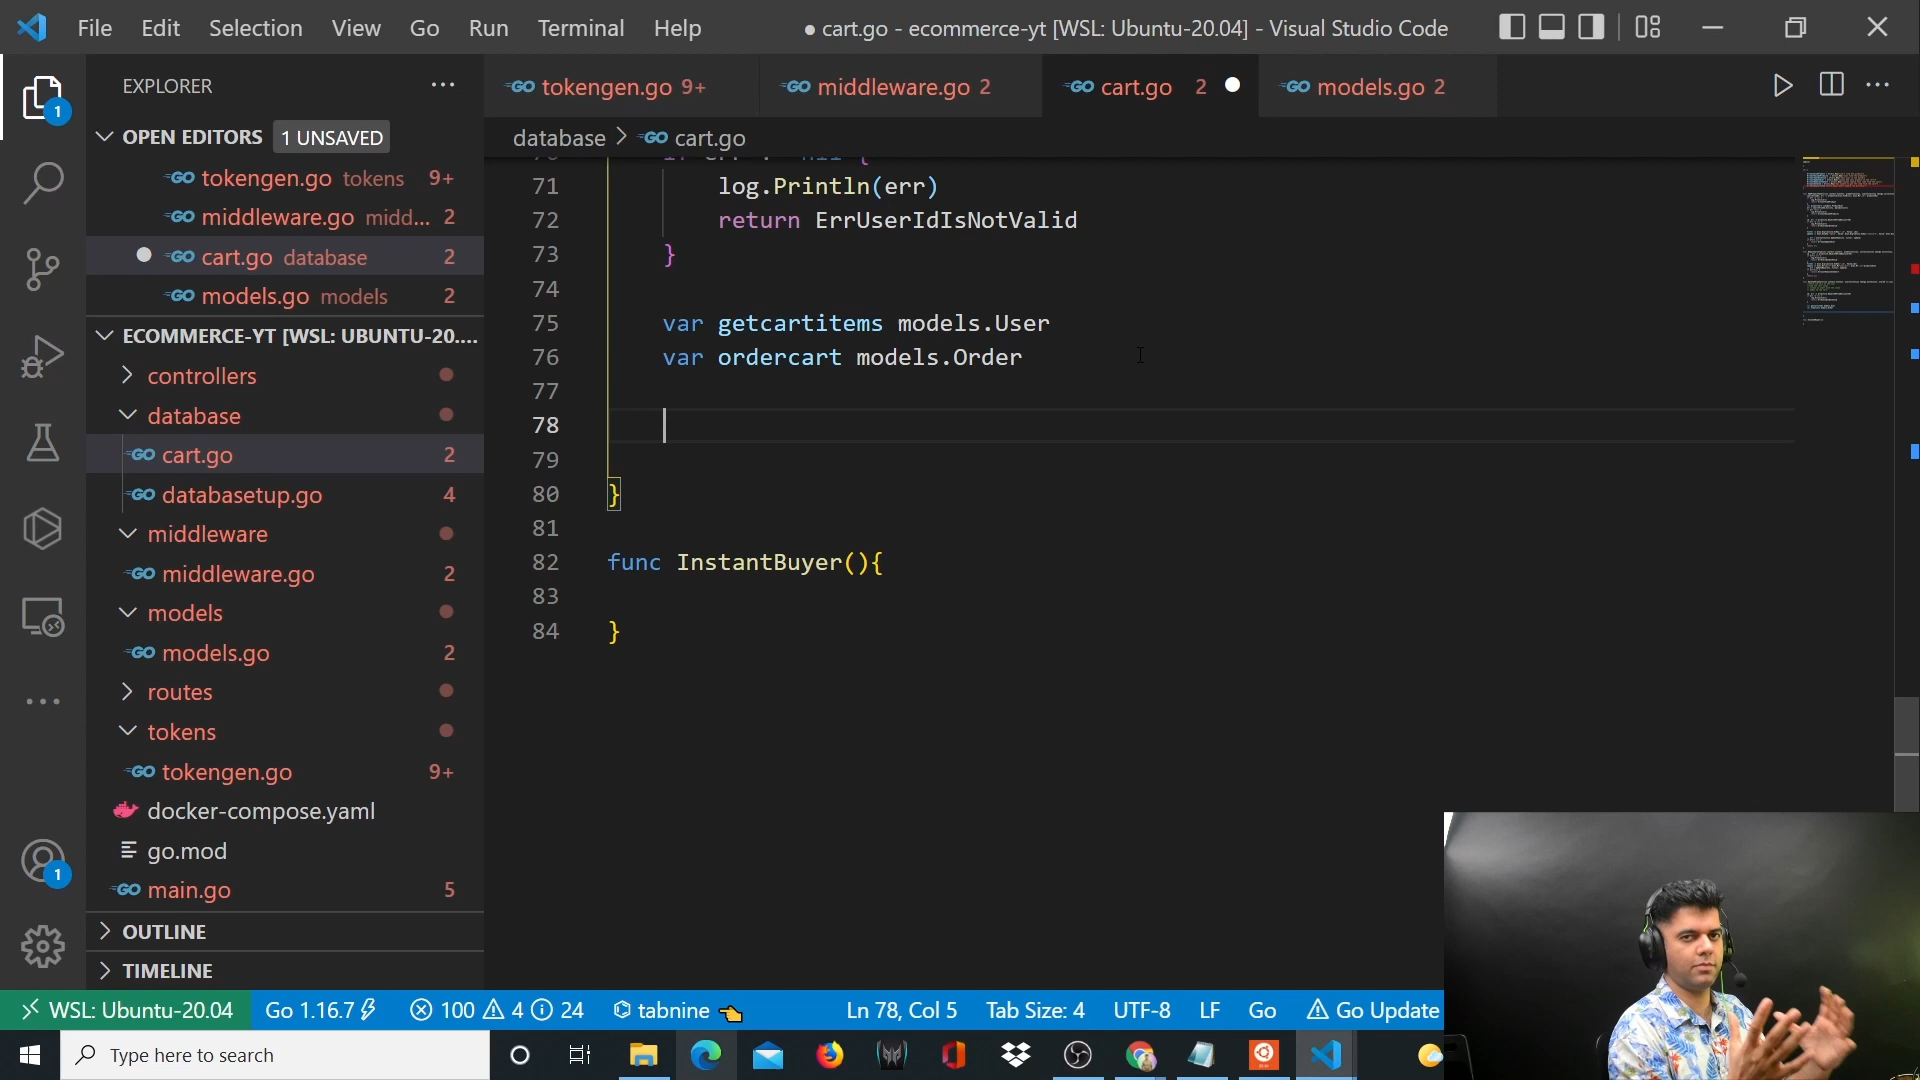 File Edit Selection View Go Run Terminal Help
● cart.go - ecommerce-yt [WSL: Ubuntu-20.04] - Visual Studio Code
EXPLORER
OPEN EDITORS 1 UNSAVED
tokengen.go tokens 9+
middleware.go midd... 2
cart.go database 2
models.go models 2
ECOMMERCE-YT [WSL: UBUNTU-20....
controllers
database
cart.go 2
databasetup.go 4
middleware
middleware.go 2
models
models.go 2
routes
tokens
tokengen.go 9+
docker-compose.yaml
go.mod
main.go 5
OUTLINE
TIMELINE
1
1
tokengen.go 9+ middleware.go 2 cart.go 2 models.go 2
database > cart.go
71 log.Println(err)
72 return ErrUserIdIsNotValid
73 }
74
75 var getcartitems models.User
76 var ordercart models.Order
77
78
79
80 }
81
82 func InstantBuyer(){
83
84 }
WSL: Ubuntu-20.04 Go 1.16.7 100 4 24 tabnine Ln 78, Col 5 Tab Size: 4 UTF-8 LF Go Go Update
Type here to search